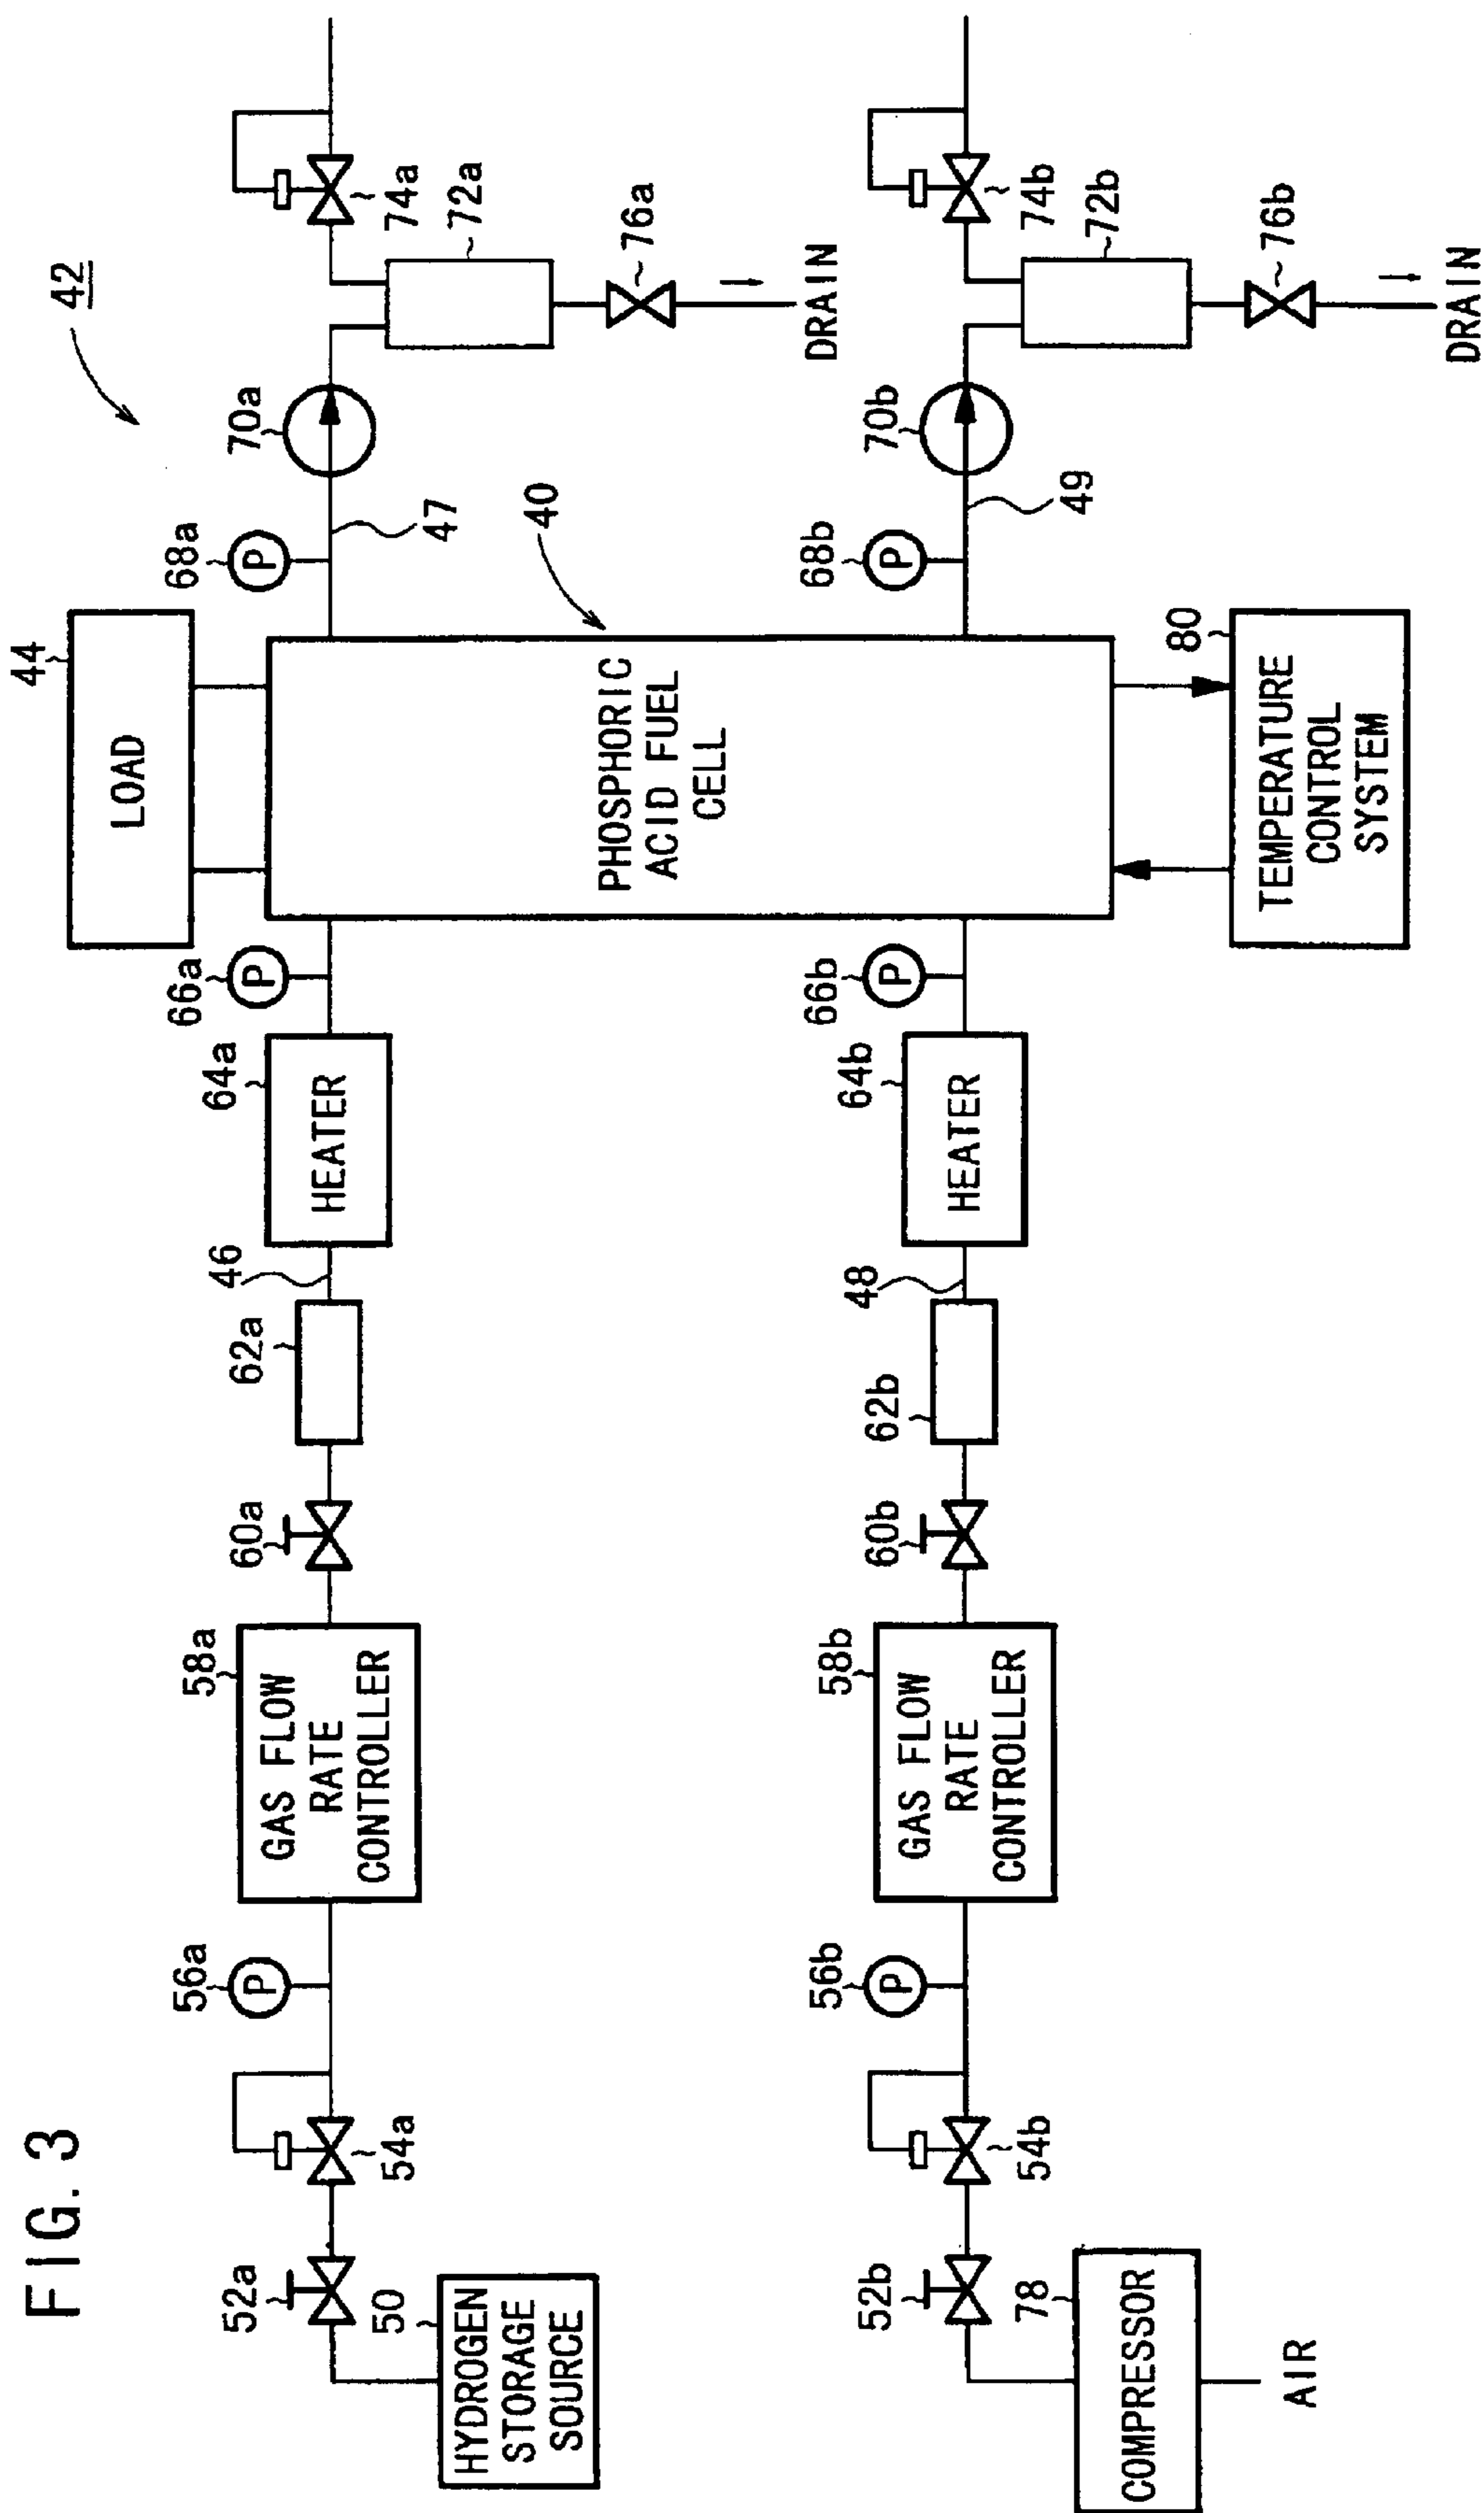 FIG. 3
42
44
LOAD
52a
54a
56a
58a
60a
62a
46
64a
66a
68a
47
70a
74a
72a
76a
50
HYDROGEN
STORAGE
SOURCE
P
GAS FLOW
RATE
CONTROLLER
HEATER
P
P
DRAIN
40
PHOSPHORIC
ACID FUEL
CELL
52b
54b
56b
58b
60b
62b
48
64b
66b
68b
49
70b
74b
72b
76b
78
COMPRESSOR
AIR
P
GAS FLOW
RATE
CONTROLLER
HEATER
P
P
DRAIN
80
TEMPERATURE
CONTROL
SYSTEM